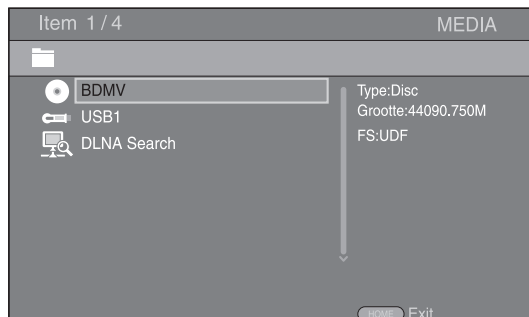 Item 1/4
MEDIA
BDMV
USB1
DLNA Search
Type:Disc
Grootte:44090.750M
FS:UDF
HOME Exit